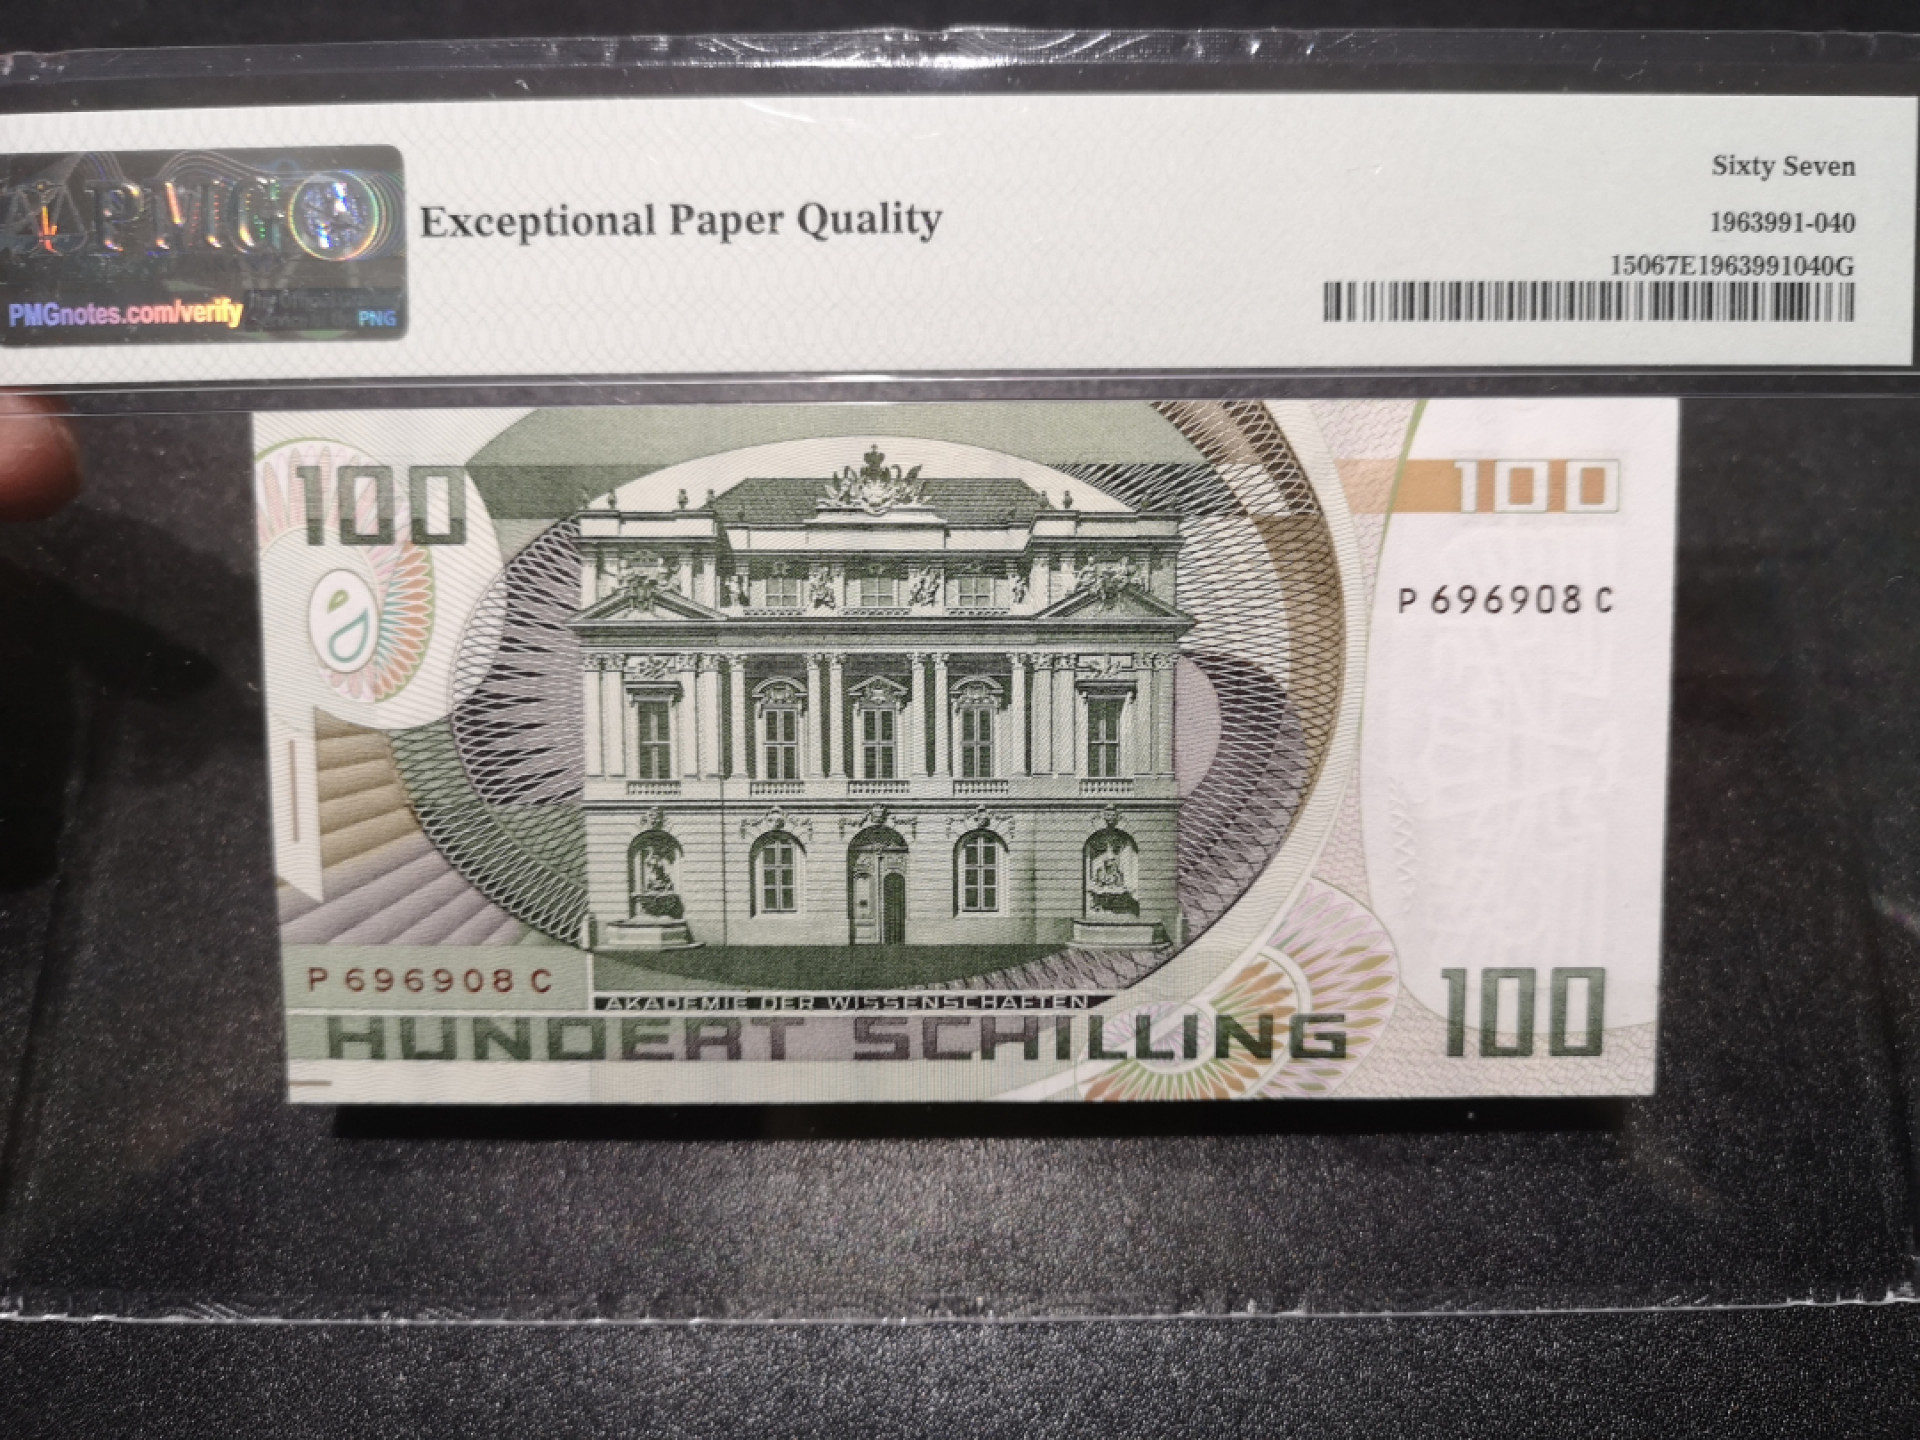 Sixty Seven
PMG
Exceptional Paper Quality
1963991-040
15067E1963991040G
PMGnotes.com/verify
PNG
100
100
P 696908 C
P 696908 C
AKADEMIE DER WISSENSCHAFTEN
HUNDERT SCHILLING
100